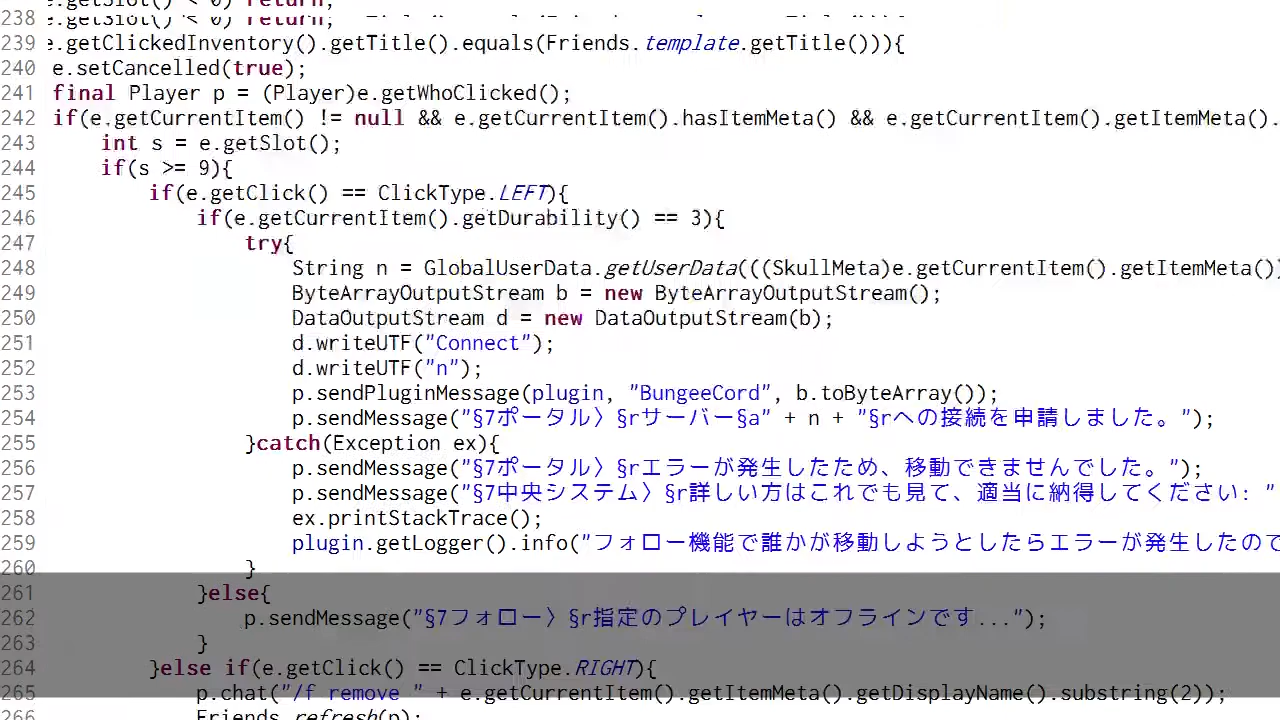 238 e.getSlot() < 0) return;
239 e.getClickedInventory().getTitle().equals(Friends.template.getTitle())){
240 e.setCancelled(true);
241 final Player p = (Player)e.getWhoClicked();
242 if(e.getCurrentItem() != null && e.getCurrentItem().hasItemMeta() && e.getCurrentItem().getItemMeta().
243 int s = e.getSlot();
244 if(s >= 9){
245 if(e.getClick() == ClickType.LEFT){
246 if(e.getCurrentItem().getDurability() == 3){
247 try{
248 String n = GlobalUserData.getUserData(((SkullMeta)e.getCurrentItem().getItemMeta())
249 ByteArrayOutputStream b = new ByteArrayOutputStream();
250 DataOutputStream d = new DataOutputStream(b);
251 d.writeUTF("Connect");
252 d.writeUTF("n");
253 p.sendPluginMessage(plugin, "BungeeCord", b.toByteArray());
254 p.sendMessage("§7ポータル〉§rサーバー§a" + n + "§rへの接続を申請しました。");
255 }catch(Exception ex){
256 p.sendMessage("§7ポータル〉§rエラーが発生したため、移動できませんでした。");
257 p.sendMessage("§7中央システム〉§r詳しい方はこれでも見て、適当に納得してください: "
258 ex.printStackTrace();
259 plugin.getLogger().info("フォロー機能で誰かが移動しようとしたらエラーが発生したので
260 }
261 }else{
262 p.sendMessage("§7フォロー〉§r指定のプレイヤーはオフラインです...");
263 }
264 }else if(e.getClick() == ClickType.RIGHT){
265 p.chat("/f remove " + e.getCurrentItem().getItemMeta().getDisplayName().substring(2));
266 Friends.refresh(p);